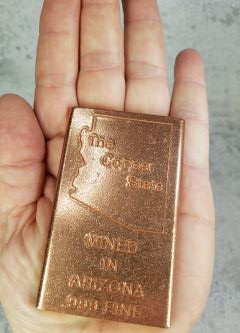 The
Copper
State
MINED
IN
ARIZONA
.999 FINE